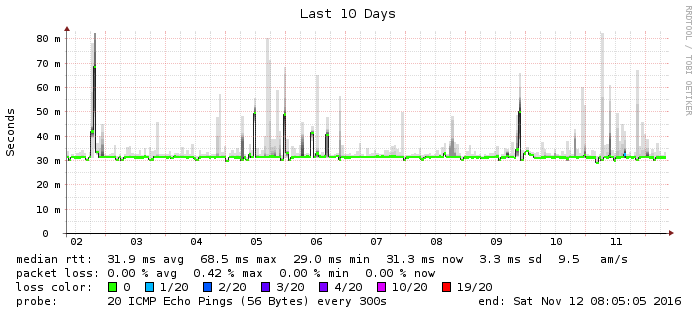 Last 10 Days
RRDTOOL / TOBI OETIKER
Seconds
80 m
70 m
60 m
50 m
40 m
30 m
20 m
10 m
0
02 03 04 05 06 07 08 09 10 11
median rtt: 31.9 ms avg 68.5 ms max 29.0 ms min 31.3 ms now 3.3 ms sd 9.5 am/s
packet loss: 0.00 % avg 0.42 % max 0.00 % min 0.00 % now
loss color: 0 1/20 2/20 3/20 4/20 10/20 19/20
probe: 20 ICMP Echo Pings (56 Bytes) every 300s end: Sat Nov 12 08:05:05 2016